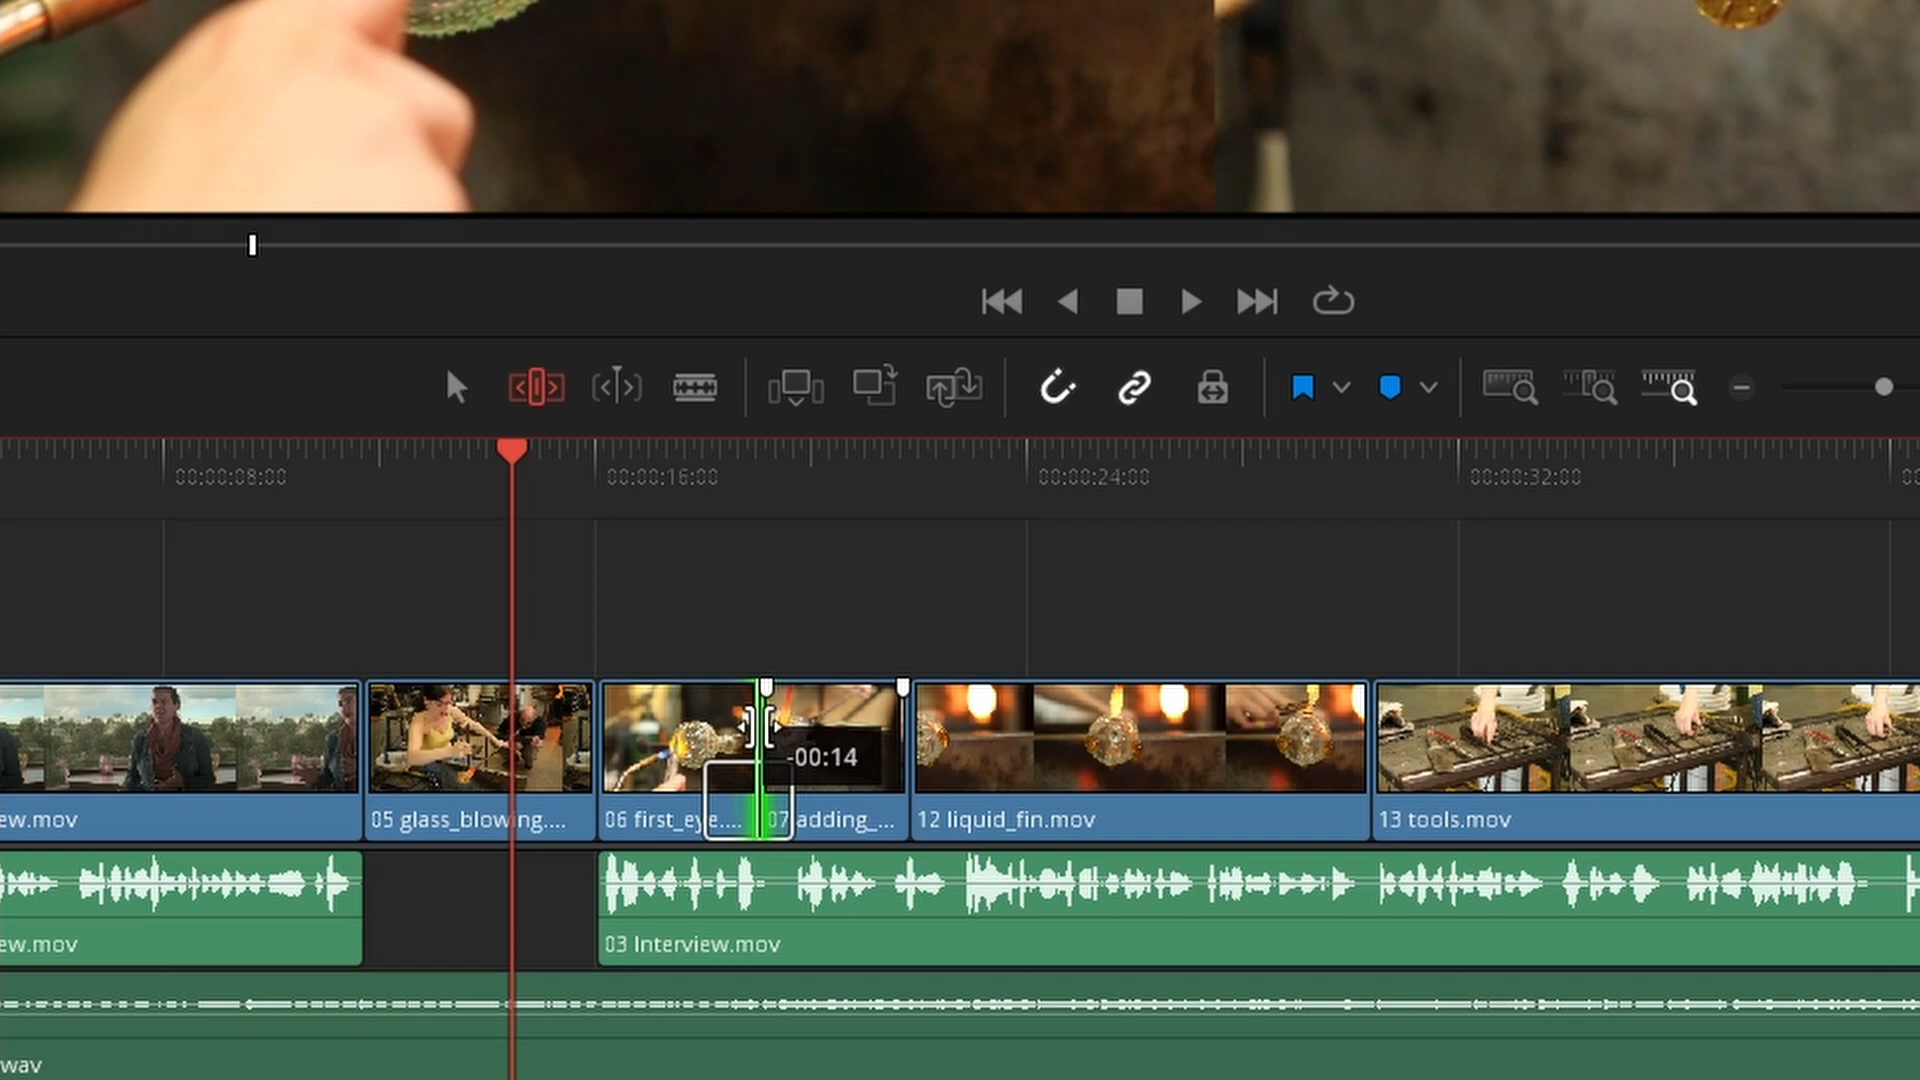 00:00:08:00
00:00:16:00
00:00:24:00
00:00:32:00
-00:14
ew.mov
05 glass_blowing....
06 first_eye....
07 adding_...
12 liquid_fin.mov
13 tools.mov
ew.mov
03 Interview.mov
wav